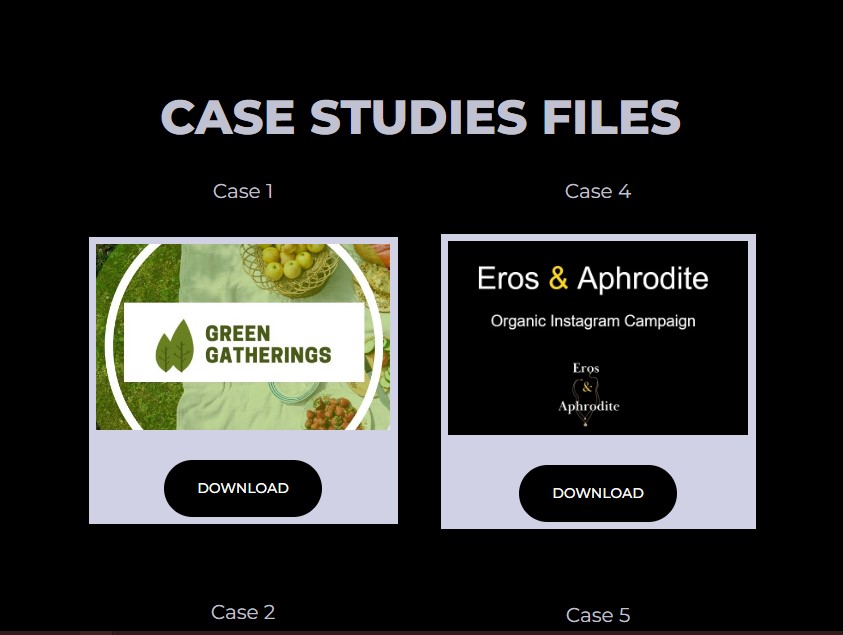 CASE STUDIES FILES
Case 1
GREEN
GATHERINGS
DOWNLOAD
Case 4
Eros & Aphrodite
Organic Instagram Campaign
Eros
&
Aphrodite
DOWNLOAD
Case 2
Case 5